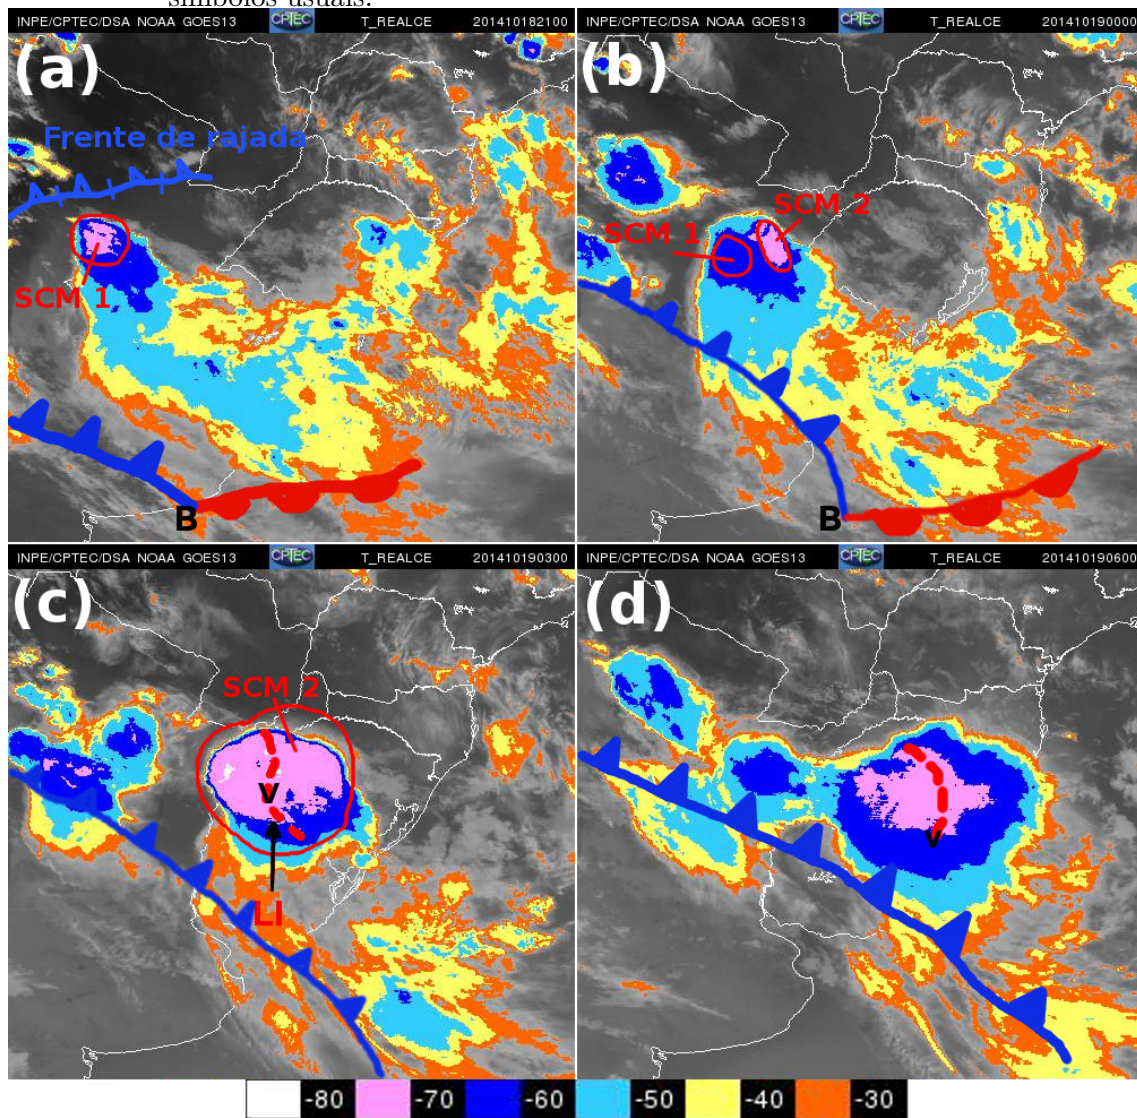 símbolos usuais.
INPE/CPTEC/DSA NOAA GOES13 CPTEC T_REALCE 201410182100
(a)
Frente de rajada
SCM 1
B
INPE/CPTEC/DSA NOAA GOES13 CPTEC T_REALCE 201410190000
(b)
SCM 2
SCM 1
B
INPE/CPTEC/DSA NOAA GOES13 CPTEC T_REALCE 201410190300
(c)
SCM 2
V
LI
INPE/CPTEC/DSA NOAA GOES13 CPTEC T_REALCE 201410190600
(d)
V
-80 -70 -60 -50 -40 -30